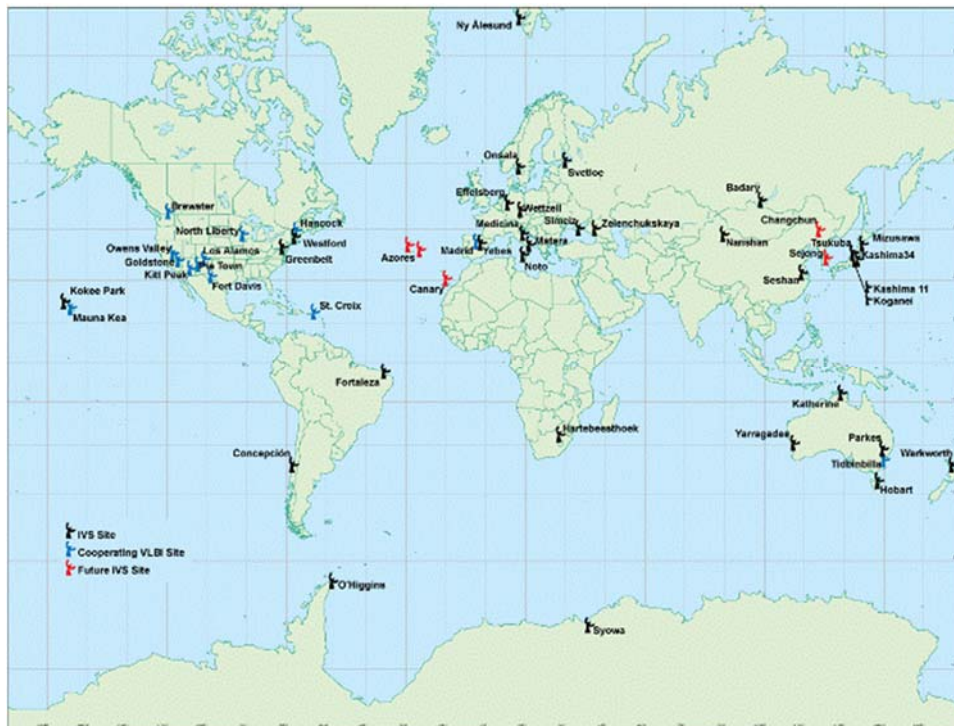 Ny Ålesund
Onsala
Svetloe
Effelsberg
Wettzell
Badary
Brewster
Medicina
Simeiz
Zelenchukskaya
Changchun
North Liberty
Hancock
Westford
Greenbelt
Owens Valley
Los Alamos
Goldstone
Pie Town
Kitt Peak
Fort Davis
Azores
Madrid
Yebes
Matera
Noto
Nanshan
Tsukuba
Mizusawa
Sejong
Kashima34
Seshan
Kashima 11
Koganei
Canary
Kokee Park
Mauna Kea
St. Croix
Fortaleza
Katherine
Hartebeesthoek
Yarragadee
Parkes
Concepción
Tidbinbilla
Warkworth
Hobart
IVS Site
Cooperating VLBI Site
Future IVS Site
O'Higgins
Syowa